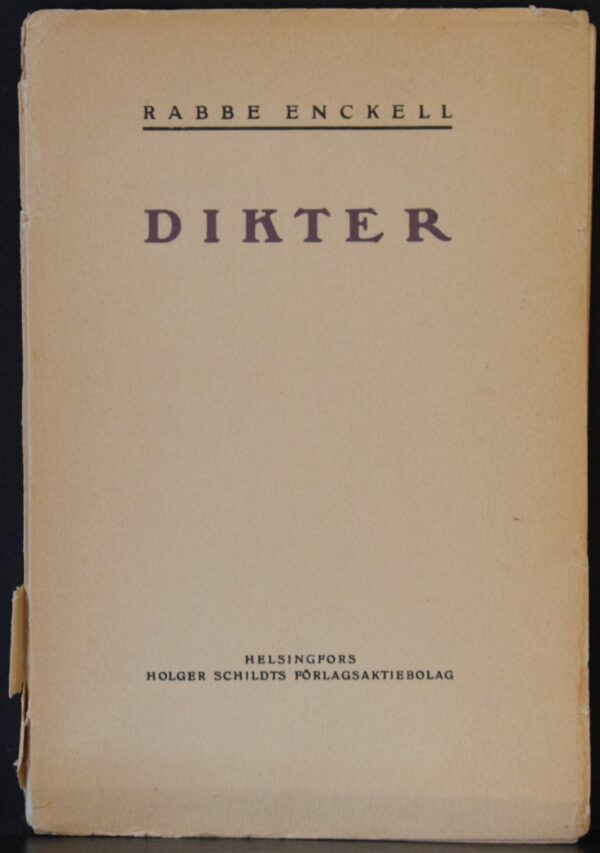 RABBE ENCKELL
DIKTER
HELSINGFORS
HOLGER SCHILDTS FÖRLAGSAKTIEBOLAG